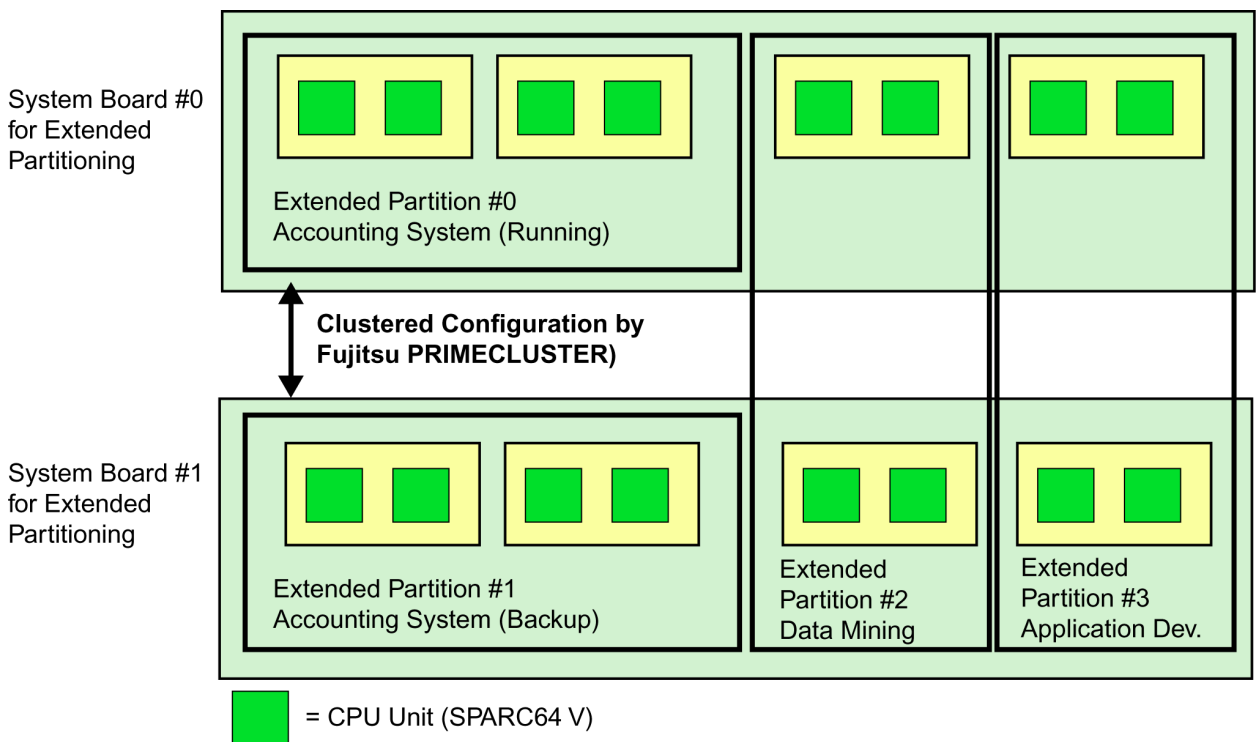 System Board #0
for Extended
Partitioning
Extended Partition #0
Accounting System (Running)
Clustered Configuration by
Fujitsu PRIMECLUSTER)
System Board #1
for Extended
Partitioning
Extended Partition #1
Accounting System (Backup)
Extended
Partition #2
Data Mining
Extended
Partition #3
Application Dev.
= CPU Unit (SPARC64 V)